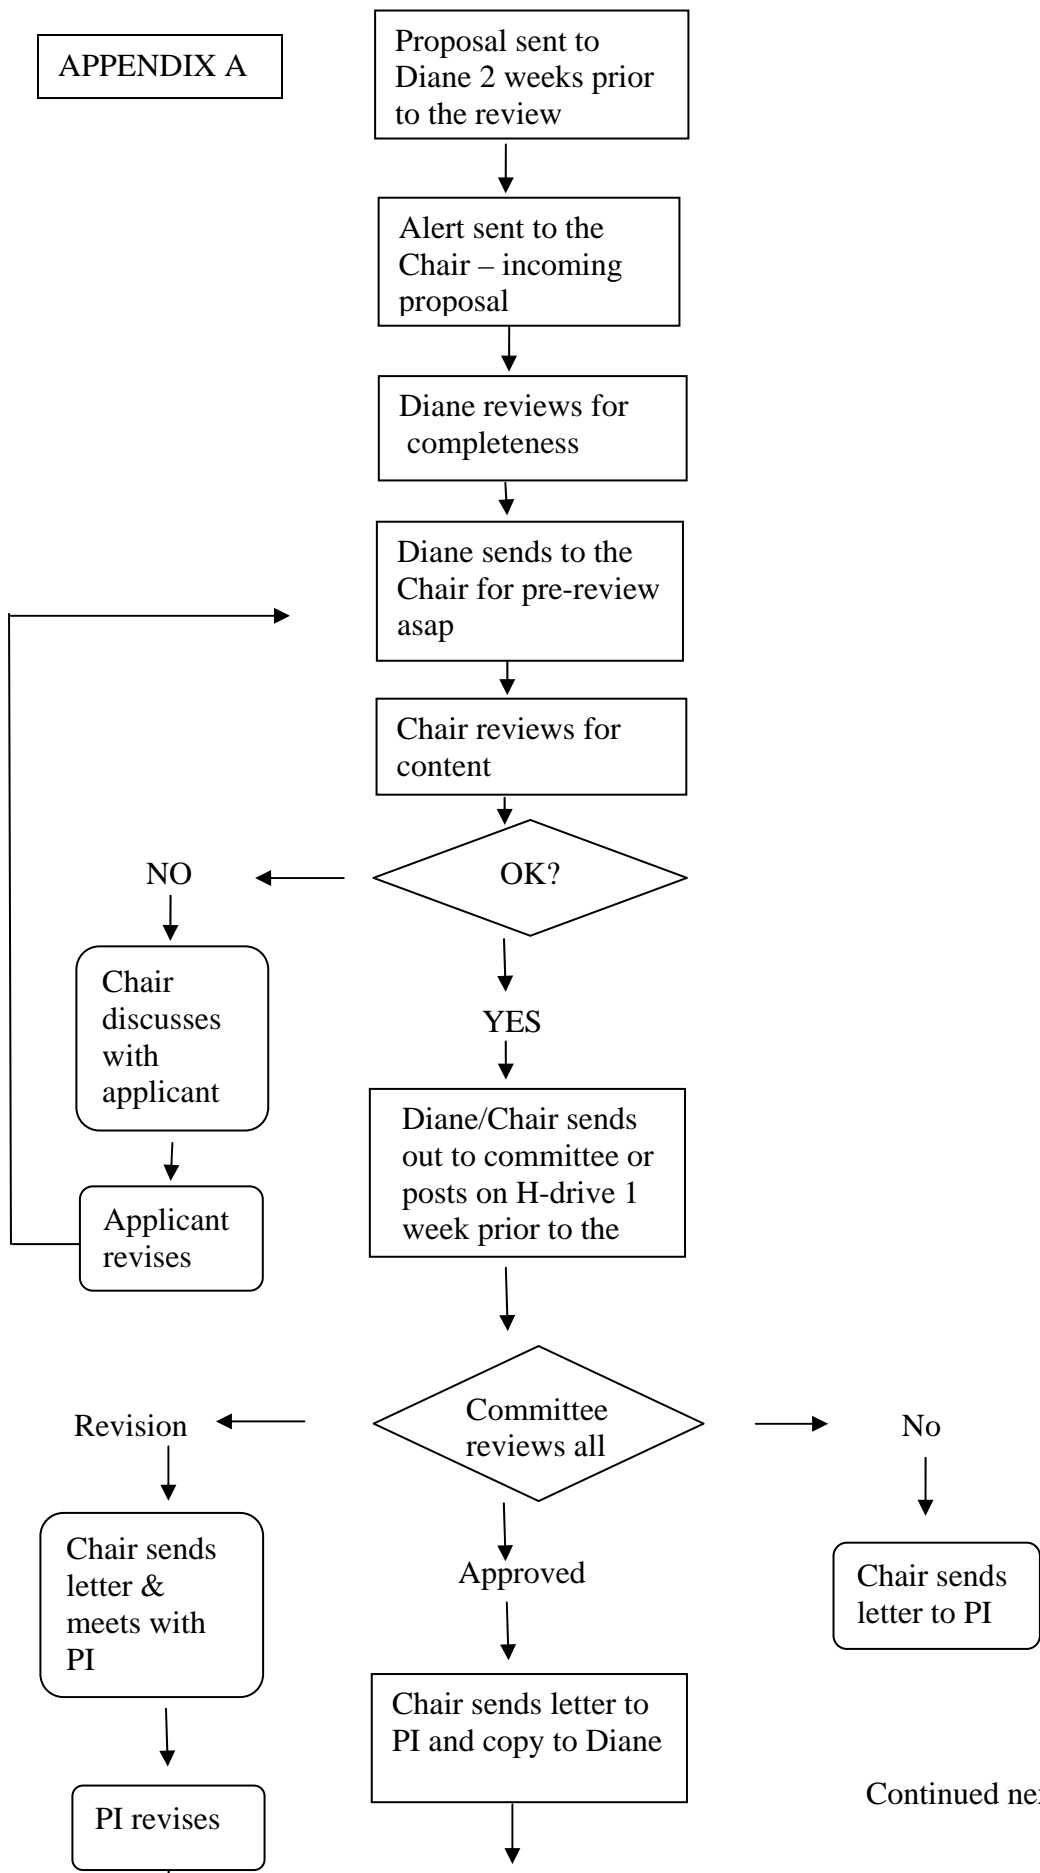 APPENDIX A
Proposal sent to
Diane 2 weeks prior
to the review
Alert sent to the
Chair – incoming
proposal
Diane reviews for
completeness
Diane sends to the
Chair for pre-review
asap
Chair reviews for
content
OK?
NO
Chair
discusses
with
applicant
Applicant
revises
YES
Diane/Chair sends
out to committee or
posts on H-drive 1
week prior to the
Committee
reviews all
Revision
No
Chair sends
letter &
meets with
PI
Approved
Chair sends
letter to PI
Chair sends letter to
PI and copy to Diane
PI revises
Continued